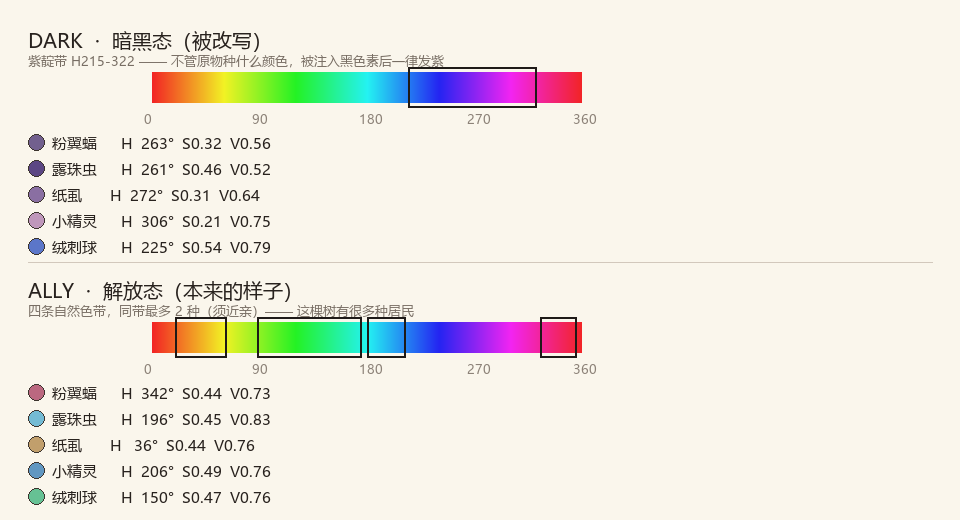 DARK · 暗黑态（被改写）
紫靛带 H215-322 —— 不管原物种什么颜色，被注入黑色素后一律发紫
0 90 180 270 360
粉翼蝠 H 263° S0.32 V0.56
露珠虫 H 261° S0.46 V0.52
纸虱 H 272° S0.31 V0.64
小精灵 H 306° S0.21 V0.75
绒刺球 H 225° S0.54 V0.79
ALLY · 解放态（本来的样子）
四条自然色带，同带最多 2 种（须近亲）—— 这棵树有很多种居民
0 90 180 270 360
粉翼蝠 H 342° S0.44 V0.73
露珠虫 H 196° S0.45 V0.83
纸虱 H 36° S0.44 V0.76
小精灵 H 206° S0.49 V0.76
绒刺球 H 150° S0.47 V0.76